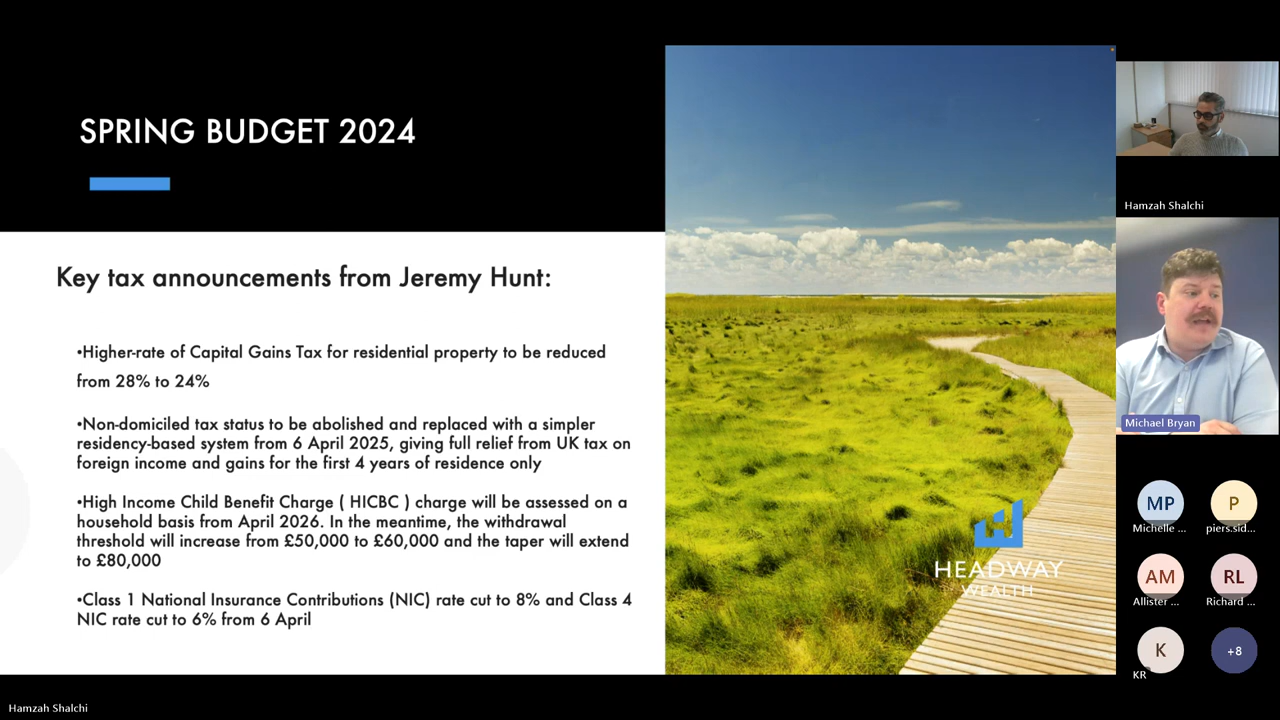 SPRING BUDGET 2024
Key tax announcements from Jeremy Hunt:
•Higher-rate of Capital Gains Tax for residential property to be reduced
from 28% to 24%
•Non-domiciled tax status to be abolished and replaced with a simpler
residency-based system from 6 April 2025, giving full relief from UK tax on
foreign income and gains for the first 4 years of residence only
•High Income Child Benefit Charge ( HICBC ) charge will be assessed on a
household basis from April 2026. In the meantime, the withdrawal
threshold will increase from £50,000 to £60,000 and the taper will extend
to £80,000
•Class 1 National Insurance Contributions (NIC) rate cut to 8% and Class 4
NIC rate cut to 6% from 6 April
HEADWAY
WEALTH
Hamzah Shalchi
Michael Bryan
MP
P
Michelle ...
piers.sid...
AM
RL
Allister ...
Richard ...
K
+8
KR
Hamzah Shalchi